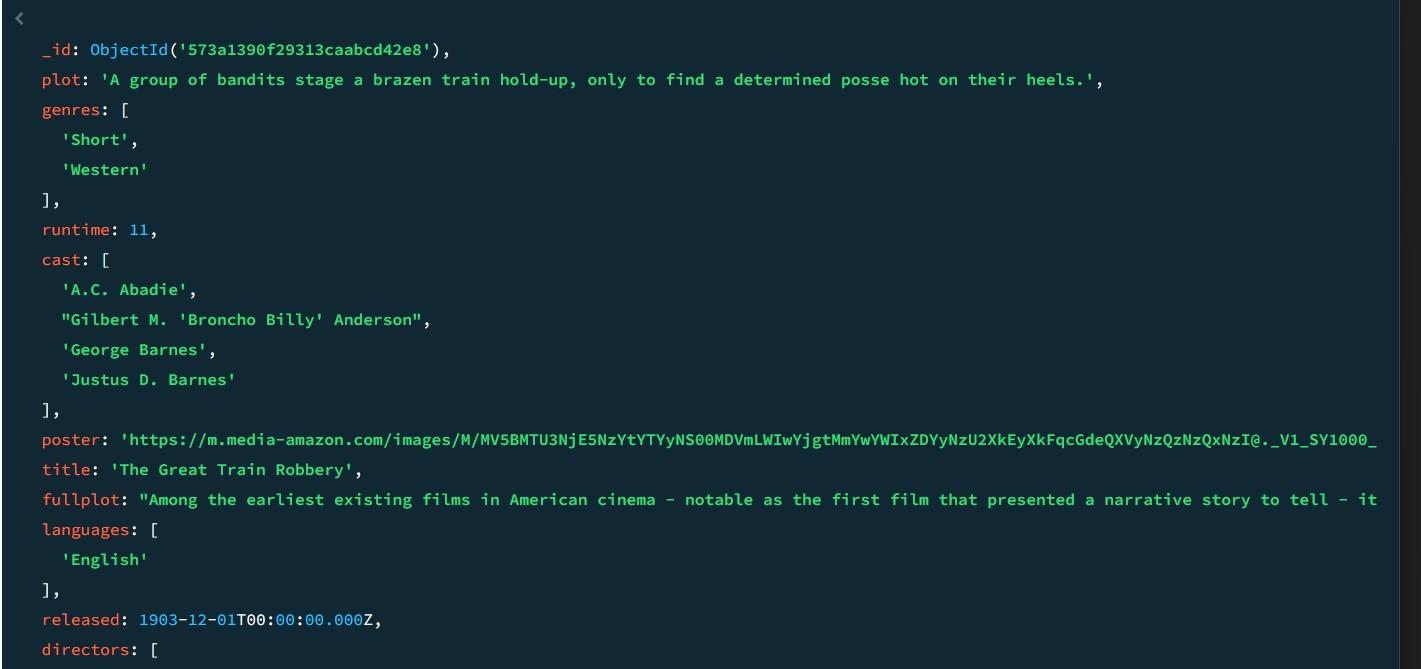 _id: ObjectId('573a1390f29313caabcd42e8'),
plot: 'A group of bandits stage a brazen train hold-up, only to find a determined posse hot on their heels.',
genres: [
'Short',
'Western'
],
runtime: 11,
cast: [
'A.C. Abadie',
"Gilbert M. 'Broncho Billy' Anderson",
'George Barnes',
'Justus D. Barnes'
],
poster: 'https://m.media-amazon.com/images/M/MV5BMTU3NjE5NzYtYTYyNS00MDVmLWIwYjgtMmYwYWIxZDYyNzU2XkEyXkFqcGdeQXVyNzQzNzQxNzI@._V1_SY1000_
title: 'The Great Train Robbery',
fullplot: "Among the earliest existing films in American cinema - notable as the first film that presented a narrative story to tell - it
languages: [
'English'
],
released: 1903-12-01T00:00:00.000Z,
directors: [